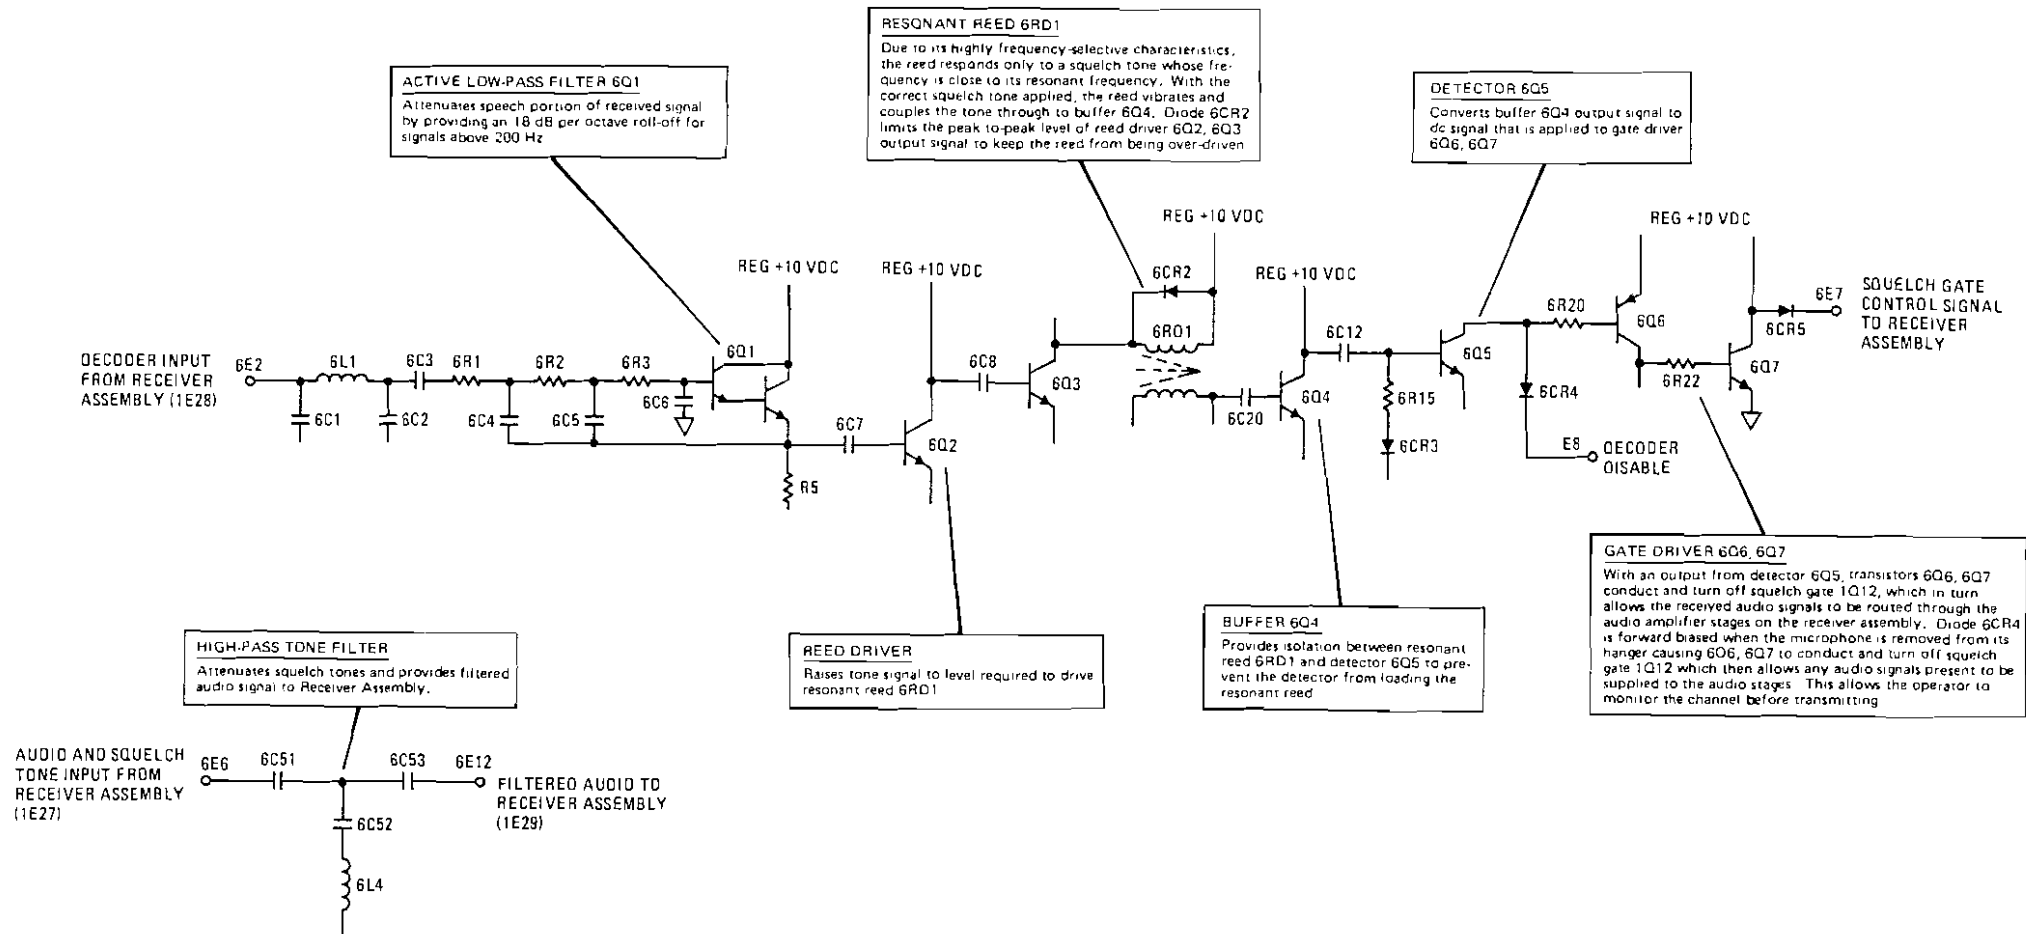 RESONANT REED 6RD1
Due to its highly frequency-selective characteristics,
the reed responds only to a squelch tone whose fre-
quency is close to its resonant frequency. With the
correct squelch tone applied, the reed vibrates and
couples the tone through to buffer 6Q4. Diode 6CR2
limits the peak to-peak level of reed driver 6Q2, 6Q3
output signal to keep the reed from being over-driven
ACTIVE LOW-PASS FILTER 6Q1
Attenuates speech portion of received signal
by providing an 18 dB per octave roll-off for
signals above 200 Hz
DETECTOR 6Q5
Converts buffer 6Q4 output signal to
dc signal that is applied to gate driver
6Q6, 6Q7
REG +10 VDC
REG +10 VDC
REG +10 VDC
REG +10 VDC
REG +10 VDC
DECODER INPUT
FROM RECEIVER
ASSEMBLY (1E28)
6E2
6L1
6C3
6R1
6R2
6R3
6Q1
6C1
6C2
6C4
6C5
6C6
R5
6C7
6Q2
6C8
6Q3
6CR2
6RD1
6C20
6Q4
6C12
6R15
6CR3
6Q5
6R20
6CR4
E8
DECODER
DISABLE
6Q6
6R22
6Q7
6CR5
6E7
SQUELCH GATE
CONTROL SIGNAL
TO RECEIVER
ASSEMBLY
HIGH-PASS TONE FILTER
Attenuates squelch tones and provides filtered
audio signal to Receiver Assembly.
REED DRIVER
Raises tone signal to level required to drive
resonant reed 6RD1
BUFFER 6Q4
Provides isolation between resonant
reed 6RD1 and detector 6Q5 to pre-
vent the detector from loading the
resonant reed
GATE DRIVER 6Q6, 6Q7
With an output from detector 6Q5, transistors 6Q6, 6Q7
conduct and turn off squelch gate 1Q12, which in turn
allows the received audio signals to be routed through the
audio amplifier stages on the receiver assembly. Diode 6CR4
is forward biased when the microphone is removed from its
hanger causing 6Q6, 6Q7 to conduct and turn off squelch
gate 1Q12 which then allows any audio signals present to be
supplied to the audio stages This allows the operator to
monitor the channel before transmitting
AUDIO AND SQUELCH
TONE INPUT FROM
RECEIVER ASSEMBLY
(1E27)
6E6
6C51
6C53
6E12
6C52
6L4
FILTERED AUDIO TO
RECEIVER ASSEMBLY
(1E29)